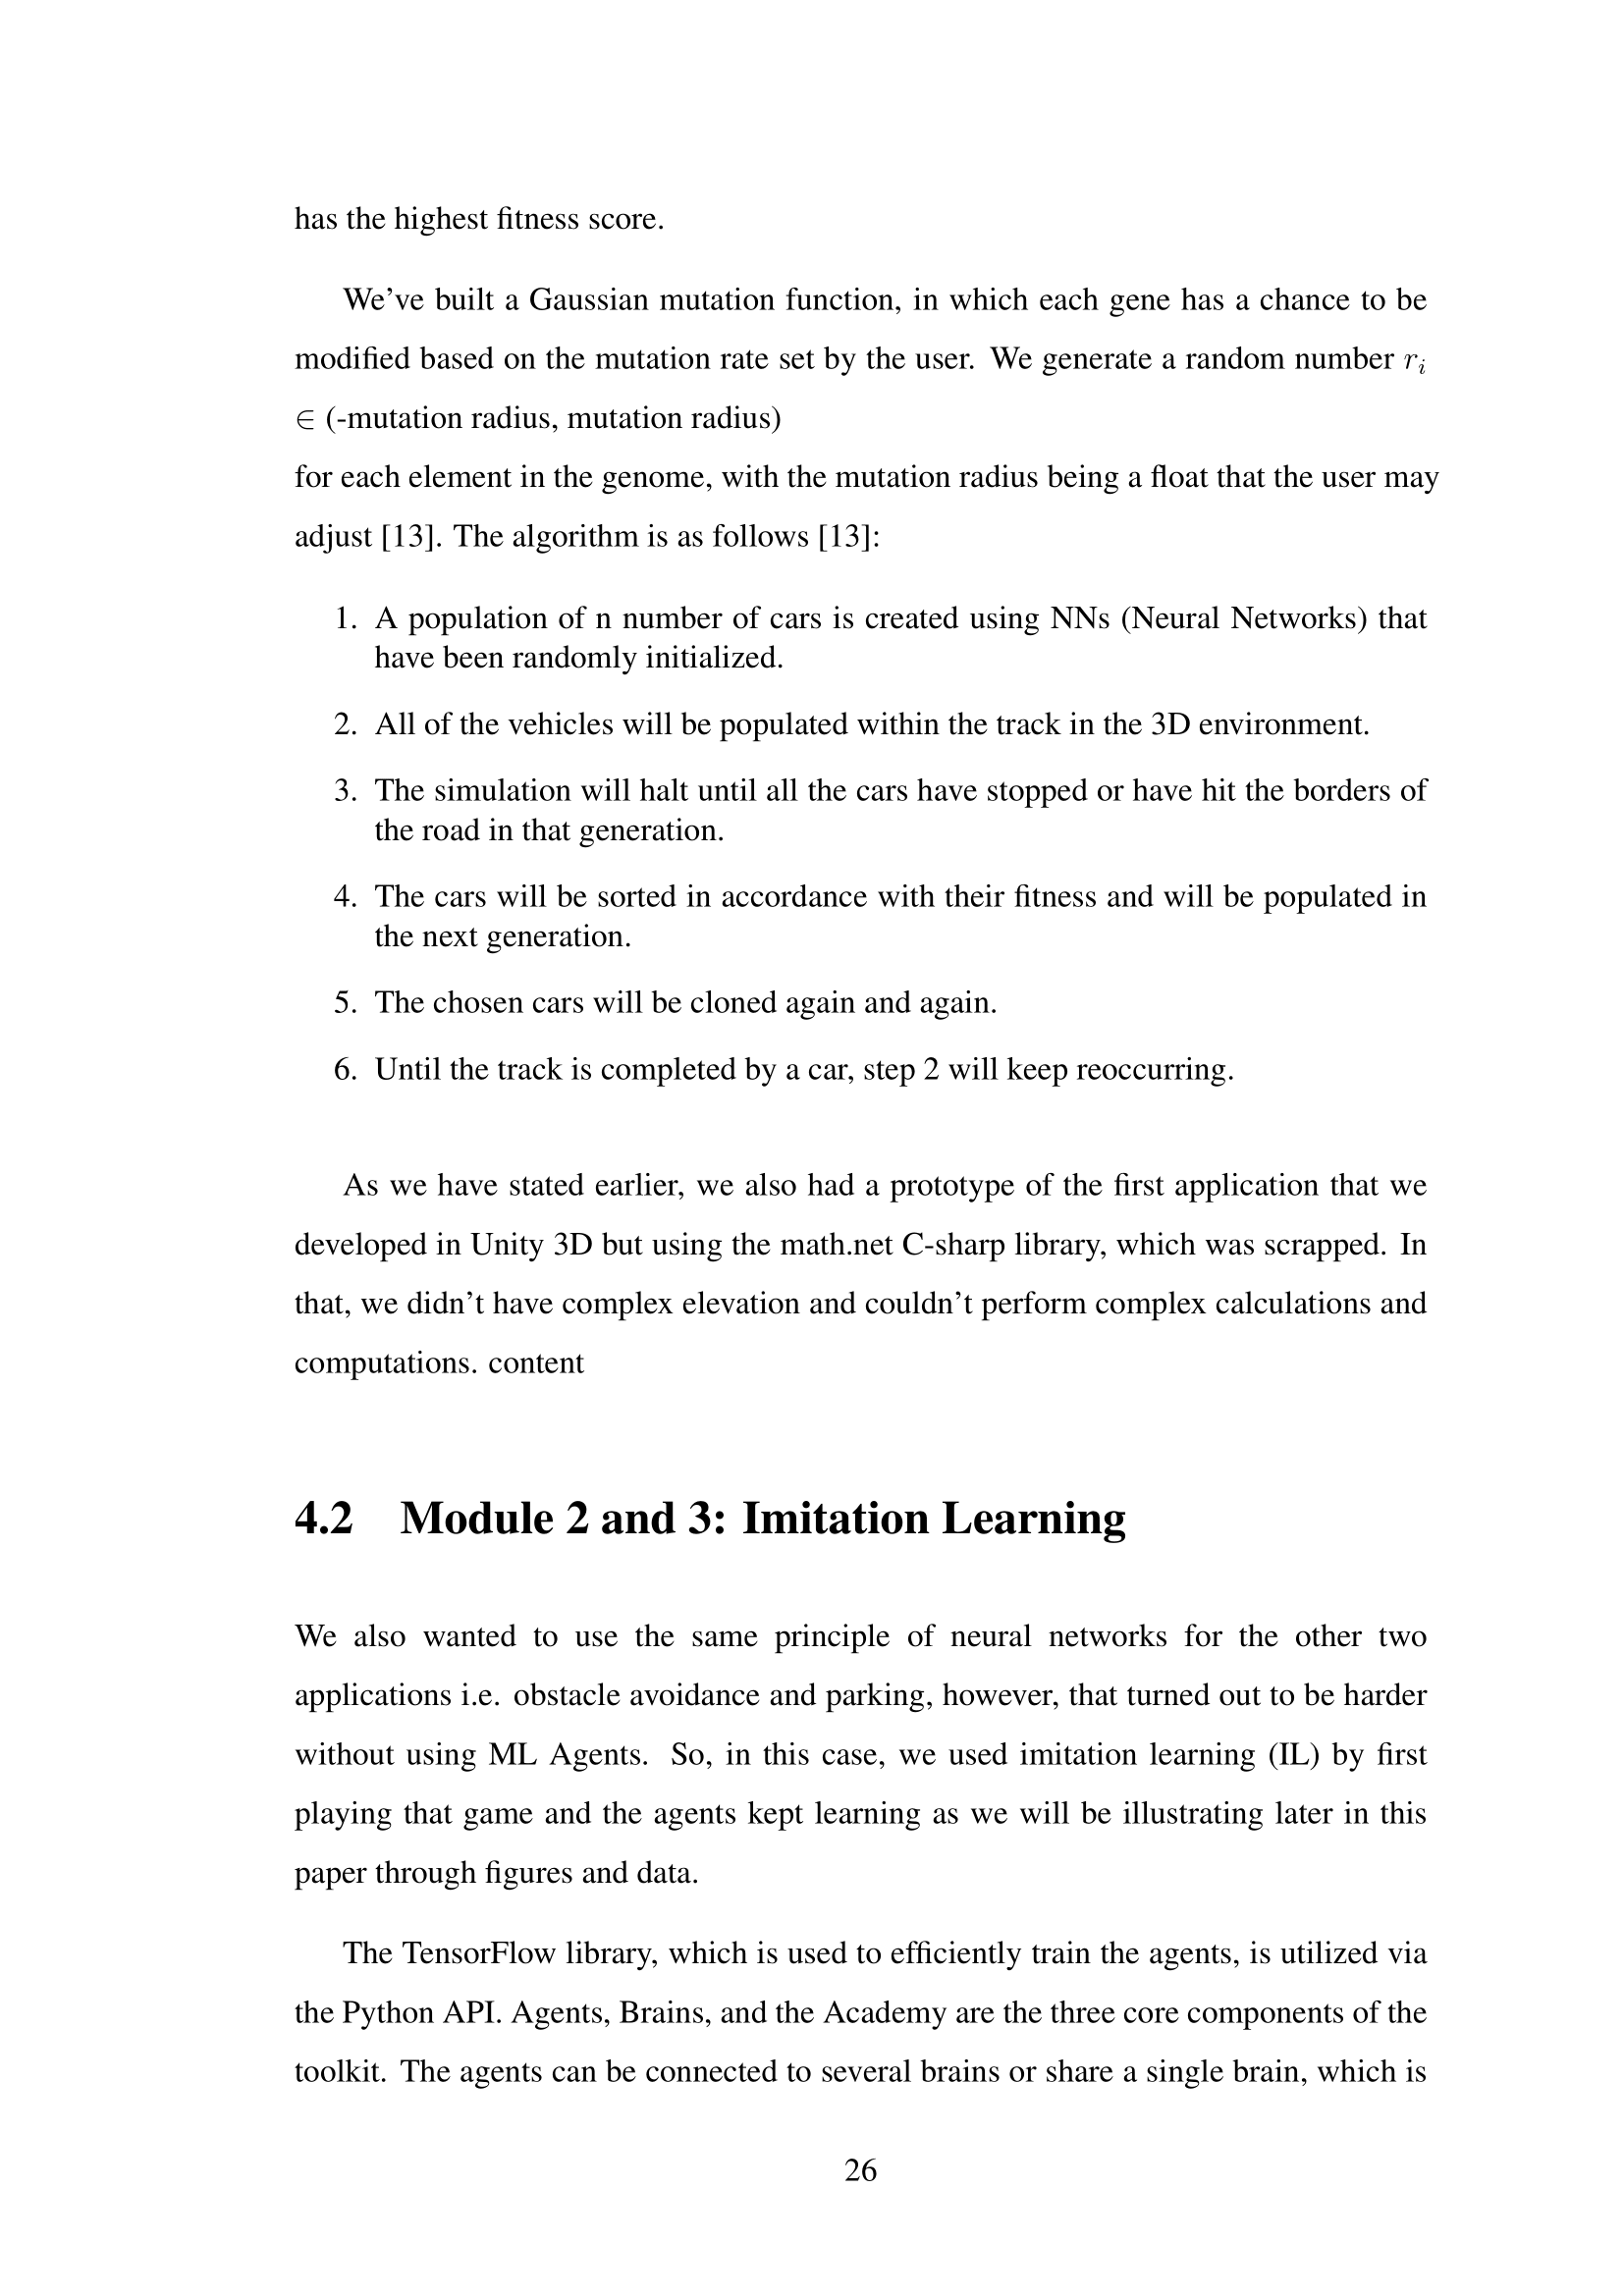 has the highest fitness score.
We've built a Gaussian mutation function, in which each gene has a chance to be
modified based on the mutation rate set by the user. We generate a random number rᵢ
∈ (-mutation radius, mutation radius)
for each element in the genome, with the mutation radius being a float that the user may
adjust [13]. The algorithm is as follows [13]:
1. A population of n number of cars is created using NNs (Neural Networks) that
have been randomly initialized.
2. All of the vehicles will be populated within the track in the 3D environment.
3. The simulation will halt until all the cars have stopped or have hit the borders of
the road in that generation.
4. The cars will be sorted in accordance with their fitness and will be populated in
the next generation.
5. The chosen cars will be cloned again and again.
6. Until the track is completed by a car, step 2 will keep reoccurring.
As we have stated earlier, we also had a prototype of the first application that we
developed in Unity 3D but using the math.net C-sharp library, which was scrapped. In
that, we didn't have complex elevation and couldn't perform complex calculations and
computations. content
4.2 Module 2 and 3: Imitation Learning
We also wanted to use the same principle of neural networks for the other two
applications i.e. obstacle avoidance and parking, however, that turned out to be harder
without using ML Agents. So, in this case, we used imitation learning (IL) by first
playing that game and the agents kept learning as we will be illustrating later in this
paper through figures and data.
The TensorFlow library, which is used to efficiently train the agents, is utilized via
the Python API. Agents, Brains, and the Academy are the three core components of the
toolkit. The agents can be connected to several brains or share a single brain, which is
26